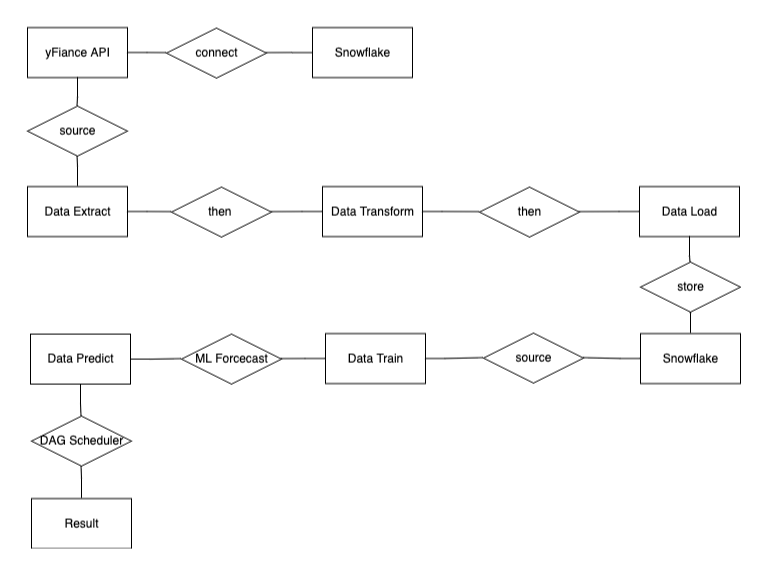 yFiance API
connect
Snowflake
source
Data Extract
then
Data Transform
then
Data Load
store
Data Predict
ML Forcecast
Data Train
source
Snowflake
DAG Scheduler
Result